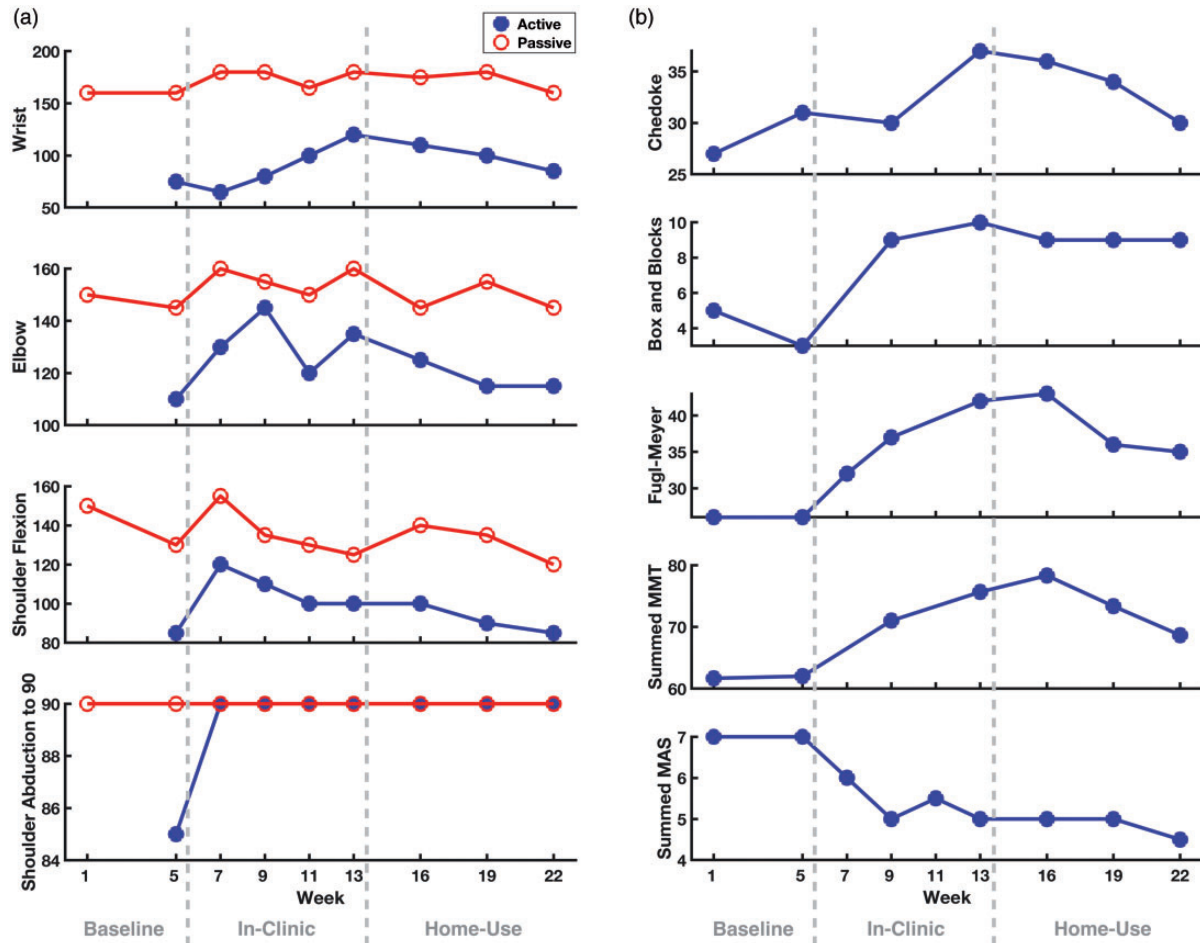 (a)
Active
Passive
Wrist
200
150
100
50
Elbow
160
140
120
100
Shoulder Flexion
160
140
120
100
80
Shoulder Abduction to 90
90
88
86
84
1 5 7 9 11 13 16 19 22
Week
Baseline In-Clinic Home-Use
(b)
Chedoke
35
30
25
Box and Blocks
10
8
6
4
Fugl-Meyer
40
35
30
Summed MMT
80
70
60
Summed MAS
7
6
5
4
1 5 7 9 11 13 16 19 22
Week
Baseline In-Clinic Home-Use